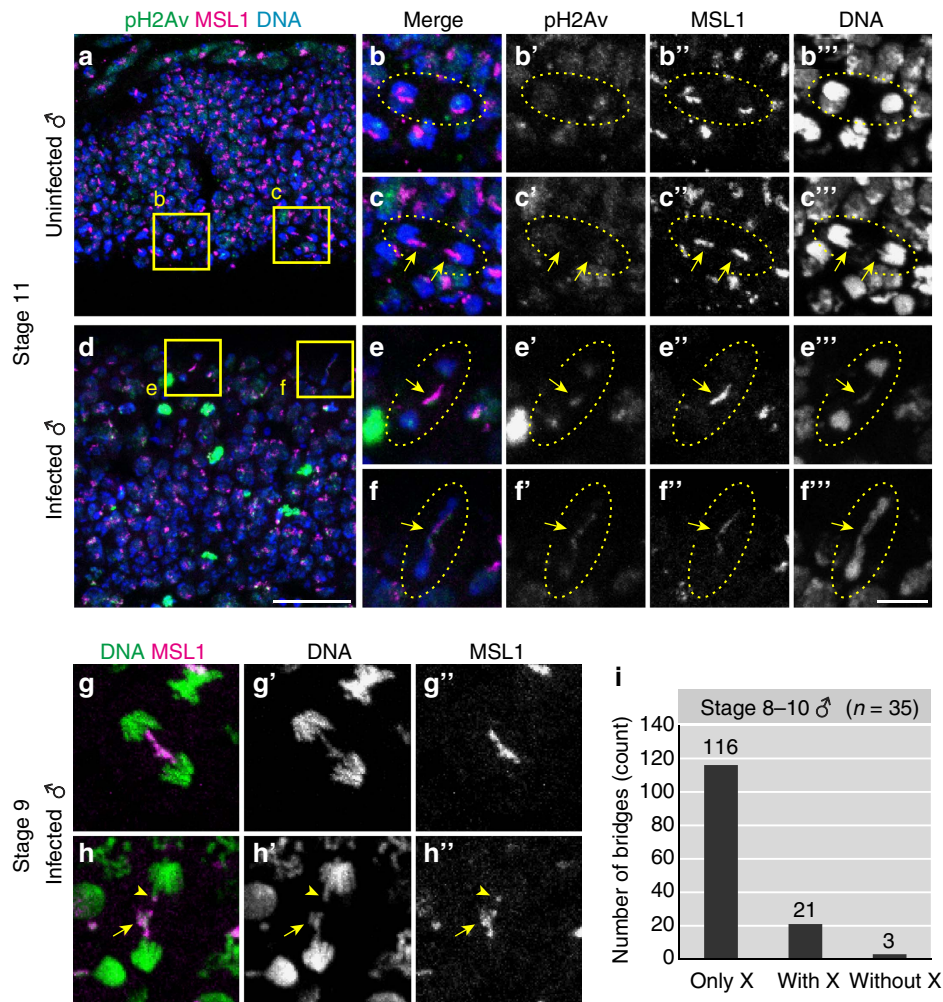 pH2Av MSL1 DNA
Merge
pH2Av
MSL1
DNA
Stage 11
Uninfected ♂
a
b
c
b
b'
b''
b'''
c
c'
c''
c'''
Infected ♂
d
e
f
e
e'
e''
e'''
f
f'
f''
f'''
DNA MSL1
DNA
MSL1
Stage 9
Infected ♂
g
g'
g''
h
h'
h''
i
Stage 8–10 ♂ (n = 35)
Number of bridges (count)
140
120
100
80
60
40
20
0
116
21
3
Only X
With X
Without X